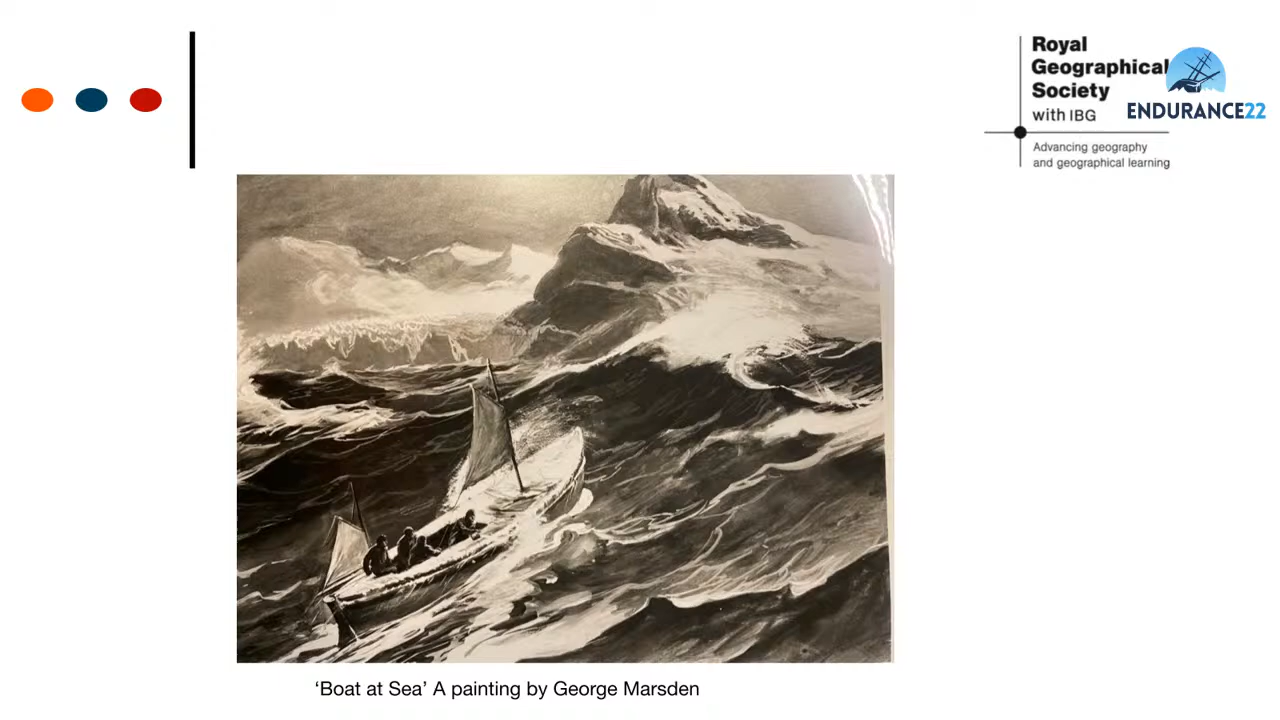 Royal
Geographical
Society
with IBG
Advancing geography
and geographical learning
ENDURANCE22
‘Boat at Sea’ A painting by George Marsden